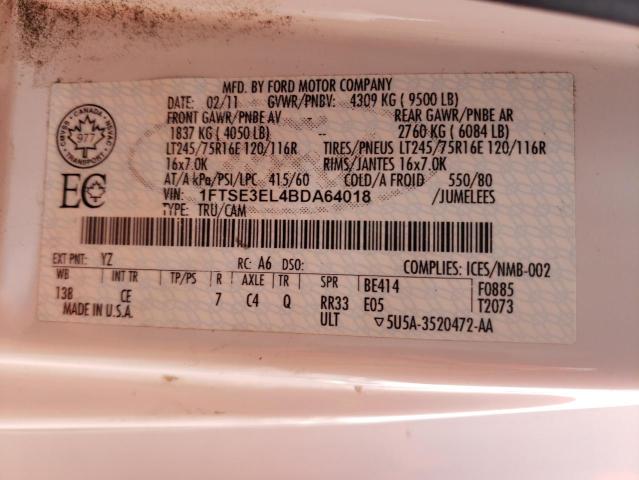 MFD. BY FORD MOTOR COMPANY
DATE: 02/11 GVWR/PNBV: 4309 KG ( 9500 LB)
FRONT GAWR/PNBE AV -- REAR GAWR/PNBE AR
1837 KG ( 4050 LB) -- 2760 KG ( 6084 LB)
LT245/75R16E 120/116R TIRES/PNEUS LT245/75R16E 120/116R
16x7.0K RIMS/JANTES 16x7.0K
AT/A kPa/PSI/LPC 415/60 COLD/A FROID 550/80
VIN: 1FTSE3EL4BDA64018 /JUMELEES
TYPE: TRU/CAM
CANADA
977
TRANSPORT
EC
EXT PNT: YZ RC: A6 DSO: COMPLIES: ICES/NMB-002
WB INT TR TP/PS R AXLE TR SPR BE414 F0885
138 CE 7 C4 Q RR33 E05 T2073
MADE IN U.S.A. ULT ▽5U5A-3520472-AA